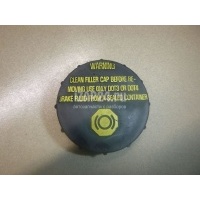 WARNING
CLEAN FILLER CAP BEFORE RE-
MOVING USE ONLY DOT3 OR DOT4
BRAKE FLUID FROM A SEALED CONTAINER